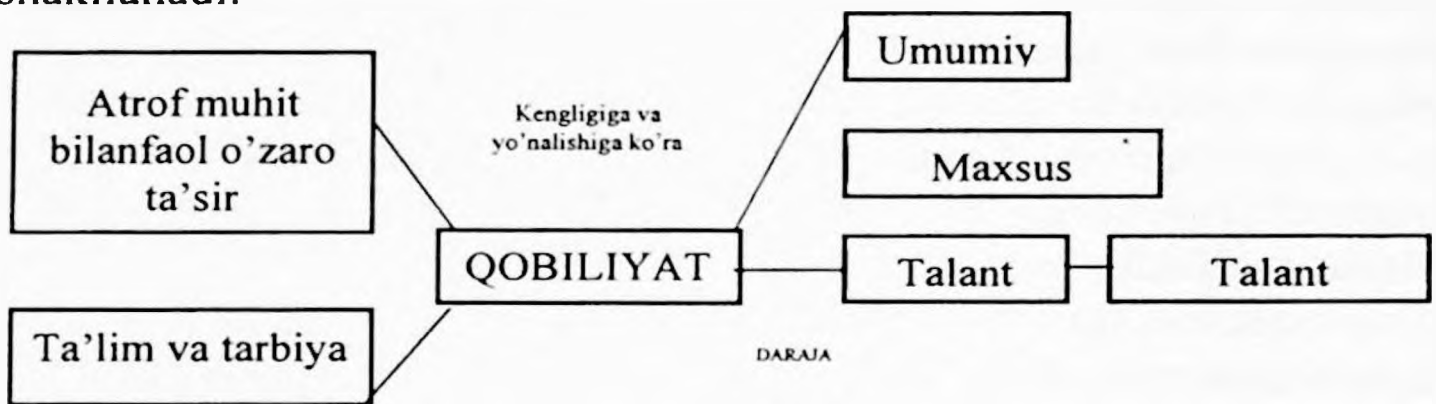 Atrof muhit
bilanfaol o'zaro
ta'sir
Kengligiga va
yo'nalishiga ko'ra
Umumiy
Maxsus
QOBILIYAT
Talant
Talant
Ta'lim va tarbiya
DARAJA